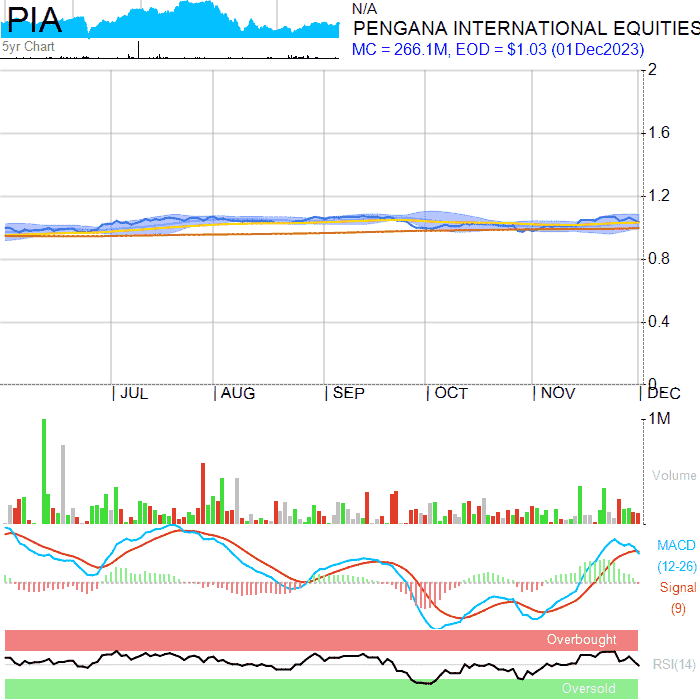 PIA
5yr Chart
N/A
PENGANA INTERNATIONAL EQUITIES
MC = 266.1M, EOD = $1.03 (01Dec2023)
2
1.6
1.2
0.8
0.4
0
JUL AUG SEP OCT NOV DEC
1M
Volume
MACD
(12-26)
Signal
(9)
Overbought
RSI(14)
Oversold